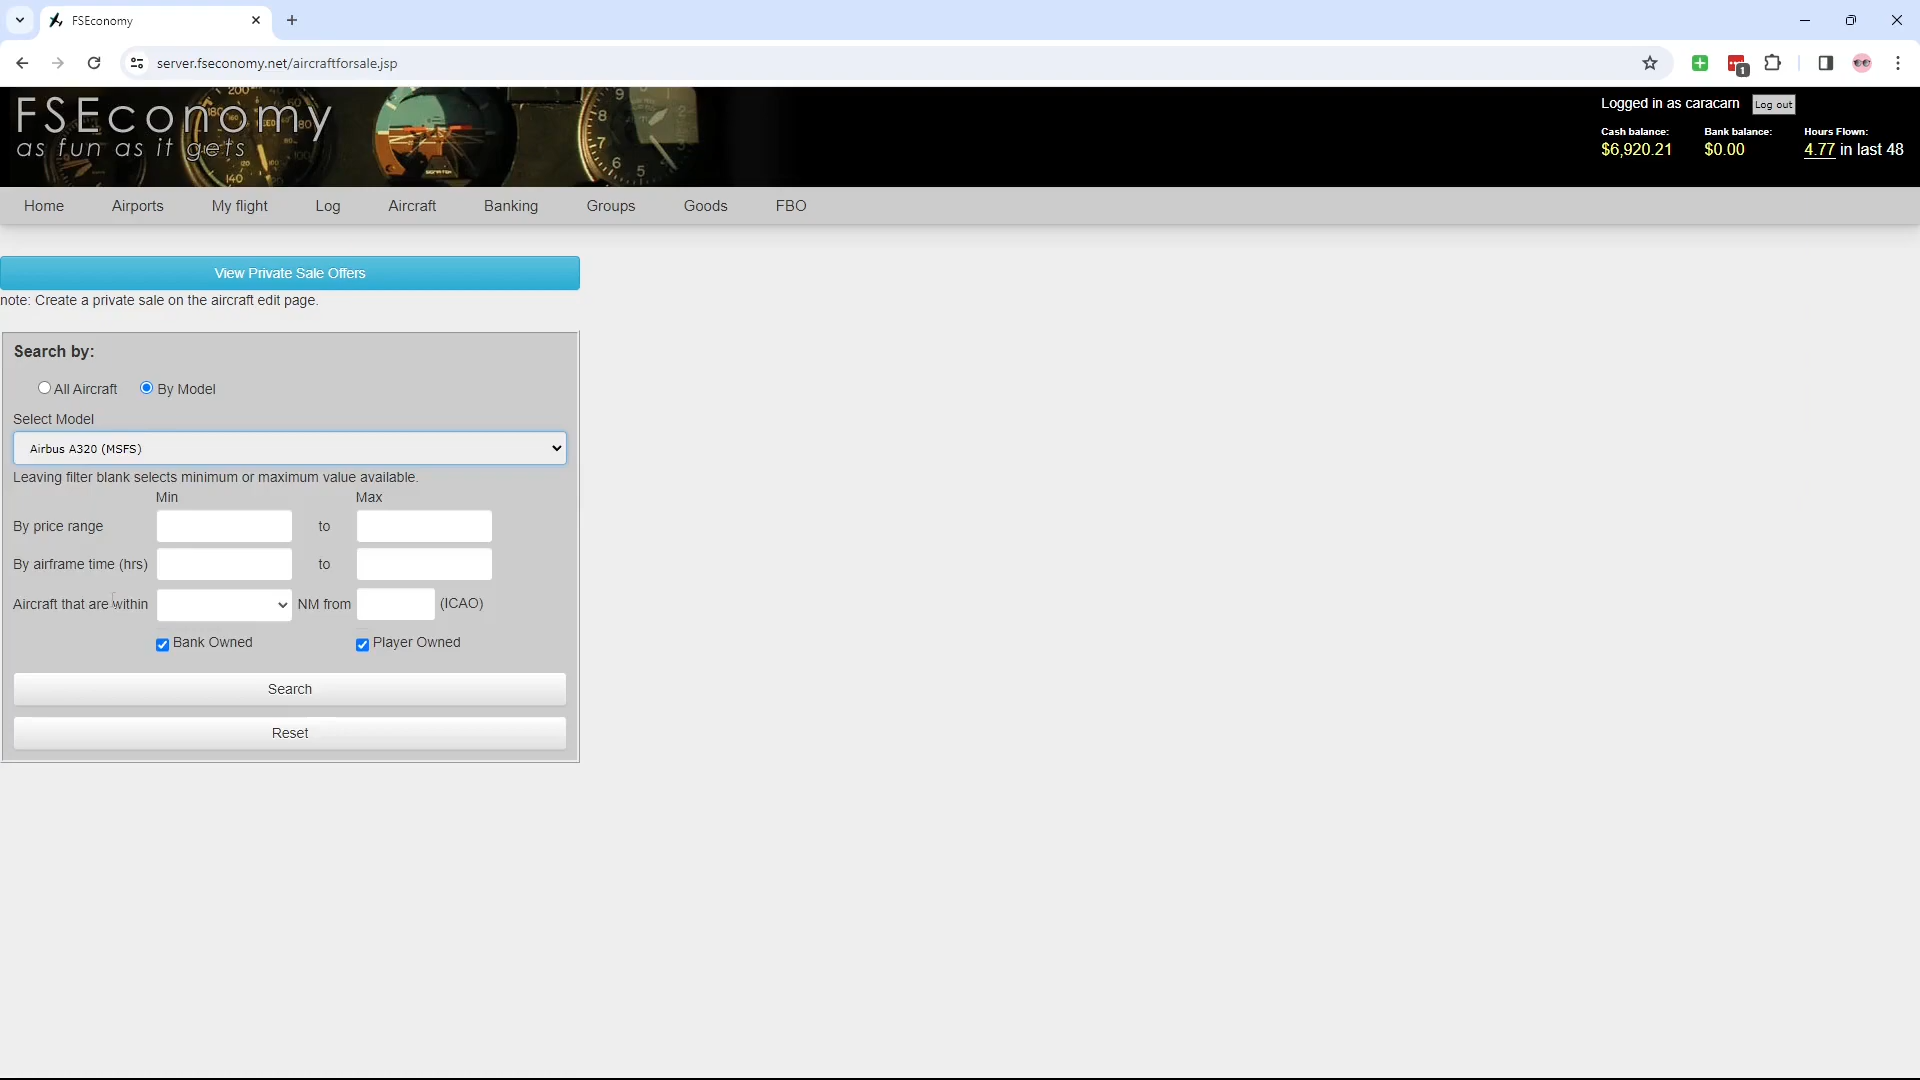 FSEconomy
server.fseconomy.net/aircraftforsale.jsp
1
FSEconomy
as fun as it gets
Logged in as caracarn Log out
Cash balance: Bank balance: Hours Flown:
$6,920.21 $0.00 4.77 in last 48
Home Airports My flight Log Aircraft Banking Groups Goods FBO
View Private Sale Offers
note: Create a private sale on the aircraft edit page.
Search by:
All Aircraft By Model
Select Model
Airbus A320 (MSFS)
Leaving filter blank selects minimum or maximum value available.
Min Max
By price range to
By airframe time (hrs) to
Aircraft that are within NM from (ICAO)
Bank Owned Player Owned
Search
Reset